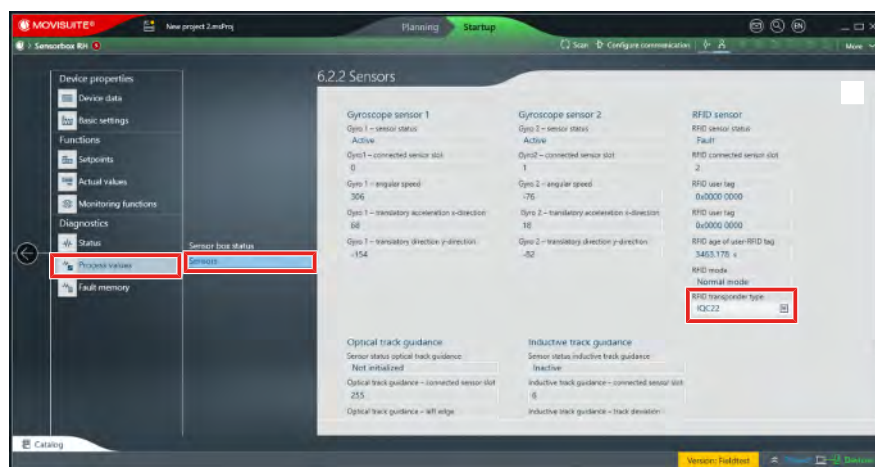 MOVISUITE®
New project 2.msProj
Planning
Startup
EN
Sensorbox RH
Scan
Configure communication
More
Device properties
Device data
Basic settings
Functions
Setpoints
Actual values
Monitoring functions
Diagnostics
Status
Process values
Fault memory
Sensor box status
Sensors
6.2.2 Sensors
Gyroscope sensor 1
Gyro 1 – sensor status
Active
Gyro1 – connected sensor slot
0
Gyro 1 – angular speed
306
Gyro 1 – translatory acceleration x-direction
68
Gyro 1 – translatory direction y-direction
-154
Gyroscope sensor 2
Gyro 2 – sensor status
Active
Gyro2 – connected sensor slot
1
Gyro 2 – angular speed
-76
Gyro 2 – translatory acceleration x-direction
18
Gyro 2 – translatory direction y-direction
-52
RFID sensor
RFID sensor status
Fault
RFID connected sensor slot
2
RFID user tag
0x0000 0000
RFID user tag
0x0000 0000
RFID age of user-RFID tag
3463.178 s
RFID mode
Normal mode
RFID transponder type
IQC22
Optical track guidance
Sensor status optical track guidance
Not initialized
Optical track guidance – connected sensor slot
255
Optical track guidance – left edge
Inductive track guidance
Sensor status inductive track guidance
Inactive
Inductive track guidance – connected sensor slot
6
Inductive track guidance – track deviation
Catalog
Version: Fieldtest
Devices